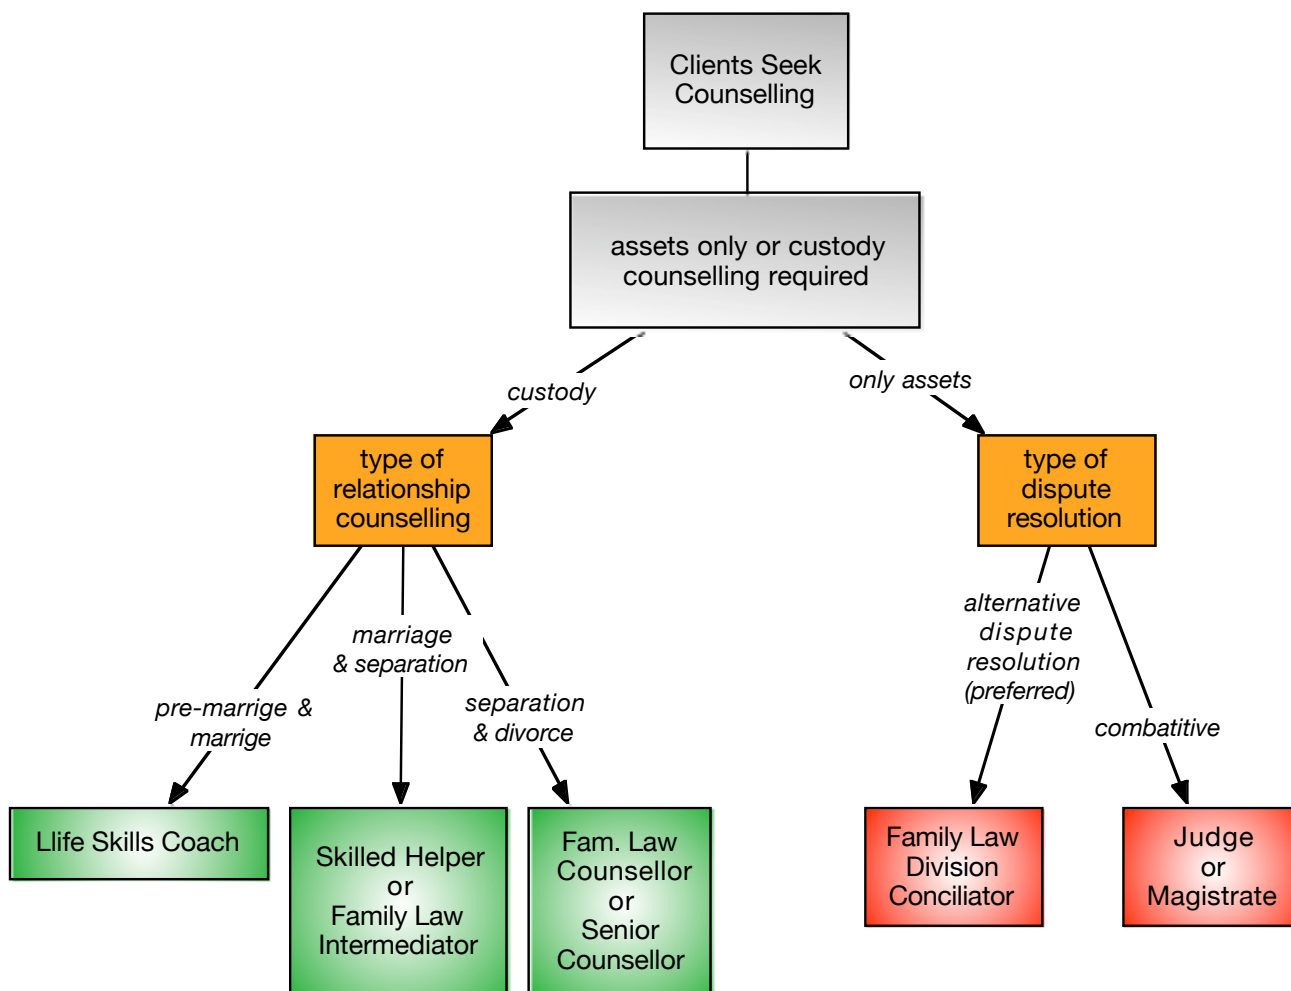 Clients Seek
Counselling
assets only or custody
counselling required
custody
only assets
type of
relationship
counselling
type of
dispute
resolution
pre-marrige &
marrige
marriage
& separation
separation
& divorce
alternative
dispute
resolution
(preferred)
combatitive
Llife Skills Coach
Skilled Helper
or
Family Law
Intermediator
Fam. Law
Counsellor
or
Senior
Counsellor
Family Law
Division
Conciliator
Judge
or
Magistrate